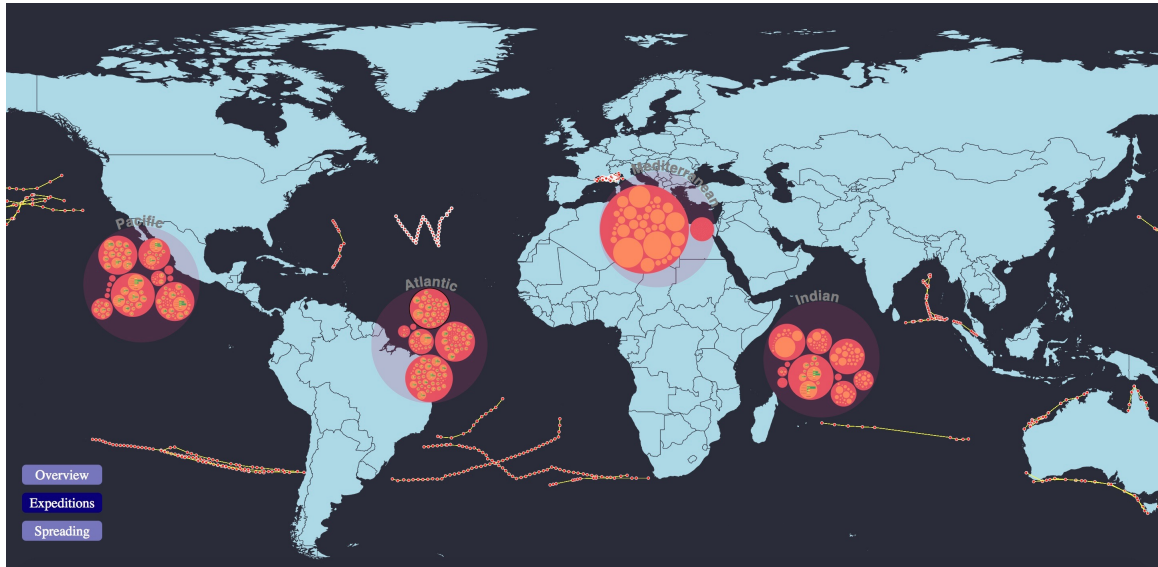 Mediterranean
Pacific
Atlantic
Indian
Overview
Expeditions
Spreading